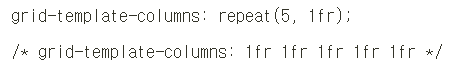 grid-template-columns: repeat(5, 1fr);
/* grid-template-columns: 1fr 1fr 1fr 1fr 1fr */